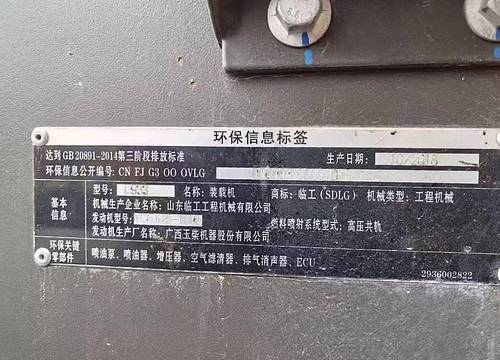 环保信息标签
达到GB 20891-2014第三阶段排放标准 生产日期:
环保信息公开编号: CN FJ G3 OO OVLG
型号: L933 名称: 装载机 商标: 临工(SDLG) 机械类型: 工程机械
基本信息 机械生产企业名称: 山东临工工程机械有限公司
发动机型号: 燃料喷射系统型式: 高压共轨
发动机生产厂名称: 广西玉柴机器股份有限公司
环保关键零部件 喷油泵、喷油器、增压器、空气滤清器、排气消声器、ECU
2936002822
8.8